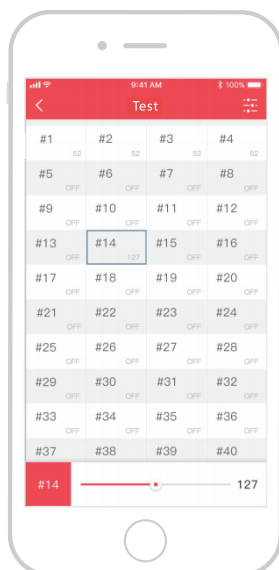 9:41 AM 100%
Test
#1 #2 #3 #4
52 52 52 52
#5 #6 #7 #8
OFF OFF OFF OFF
#9 #10 #11 #12
OFF OFF OFF OFF
#13 #14 #15 #16
OFF 127 OFF OFF
#17 #18 #19 #20
OFF OFF OFF OFF
#21 #22 #23 #24
OFF OFF OFF OFF
#25 #26 #27 #28
OFF OFF OFF OFF
#29 #30 #31 #32
OFF OFF OFF OFF
#33 #34 #35 #36
OFF OFF OFF OFF
#37 #38 #39 #40
#14 127